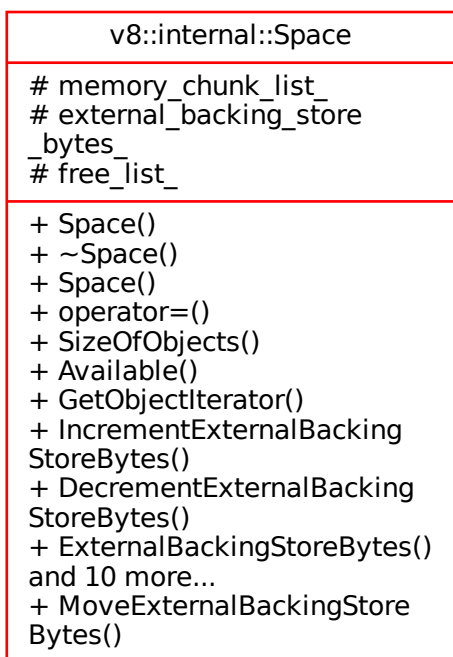 v8::internal::Space
# memory_chunk_list_
# external_backing_store
_bytes_
# free_list_
+ Space()
+ ~Space()
+ Space()
+ operator=()
+ SizeOfObjects()
+ Available()
+ GetObjectIterator()
+ IncrementExternalBacking
StoreBytes()
+ DecrementExternalBacking
StoreBytes()
+ ExternalBackingStoreBytes()
and 10 more...
+ MoveExternalBackingStore
Bytes()